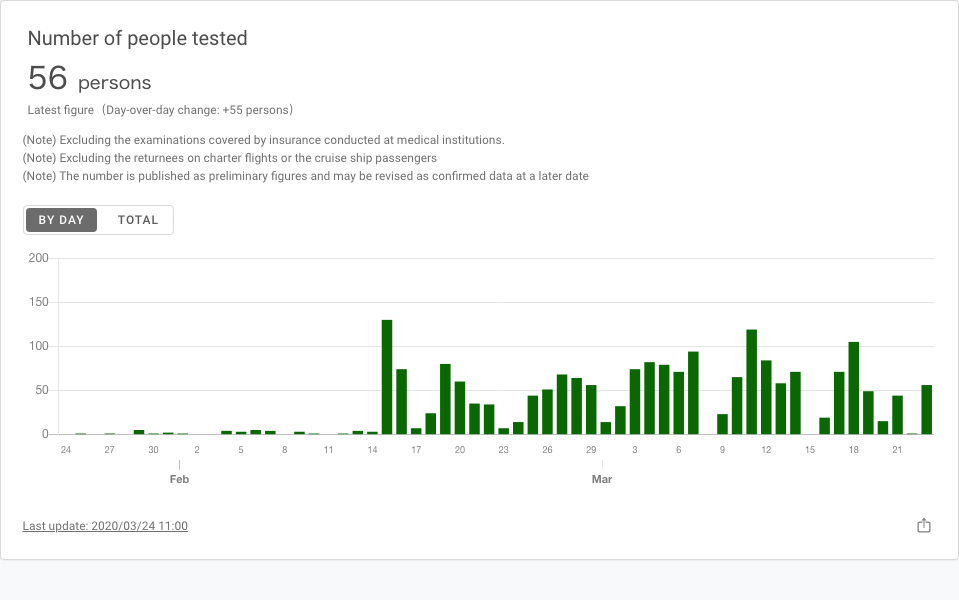 Number of people tested
56 persons
Latest figure（Day-over-day change: +55 persons）
(Note) Excluding the examinations covered by insurance conducted at medical institutions.
(Note) Excluding the returnees on charter flights or the cruise ship passengers
(Note) The number is published as preliminary figures and may be revised as confirmed data at a later date
BY DAY TOTAL
200
150
100
50
0
24 27 30 2 5 8 11 14 17 20 23 26 29 3 6 9 12 15 18 21
Feb Mar
Last update: 2020/03/24 11:00